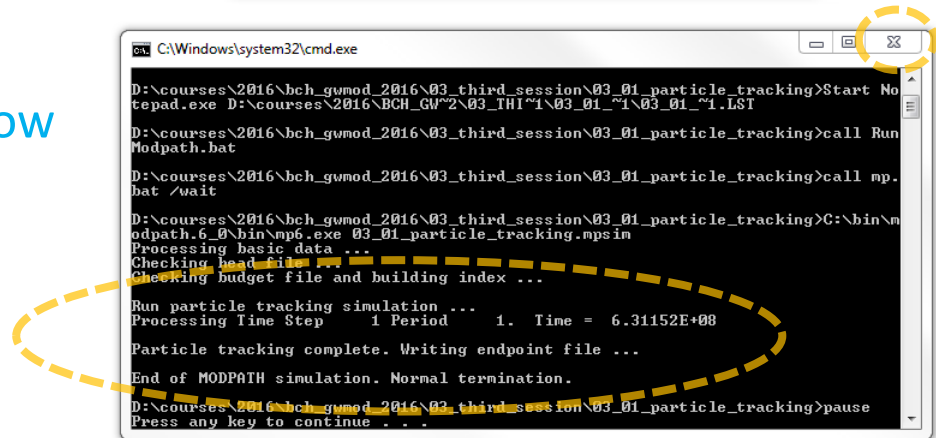 ow
C:\Windows\system32\cmd.exe
D:\courses\2016\bch_gwmod_2016\03_third_session\03_01_particle_tracking>Start No
tepad.exe D:\courses\2016\BCH_GW~2\03_THI~1\03_01_~1\03_01_~1.LST
D:\courses\2016\bch_gwmod_2016\03_third_session\03_01_particle_tracking>call Run
Modpath.bat
D:\courses\2016\bch_gwmod_2016\03_third_session\03_01_particle_tracking>call mp.
bat /wait
D:\courses\2016\bch_gwmod_2016\03_third_session\03_01_particle_tracking>C:\bin\m
odpath.6_0\bin\mp6.exe 03_01_particle_tracking.mpsim
Processing basic data ...
Checking head file ...
Checking budget file and building index ...
Run particle tracking simulation ...
Processing Time Step     1 Period     1.  Time =  6.31152E+08
Particle tracking complete. Writing endpoint file ...
End of MODPATH simulation. Normal termination.
D:\courses\2016\bch_gwmod_2016\03_third_session\03_01_particle_tracking>pause
Press any key to continue . . .